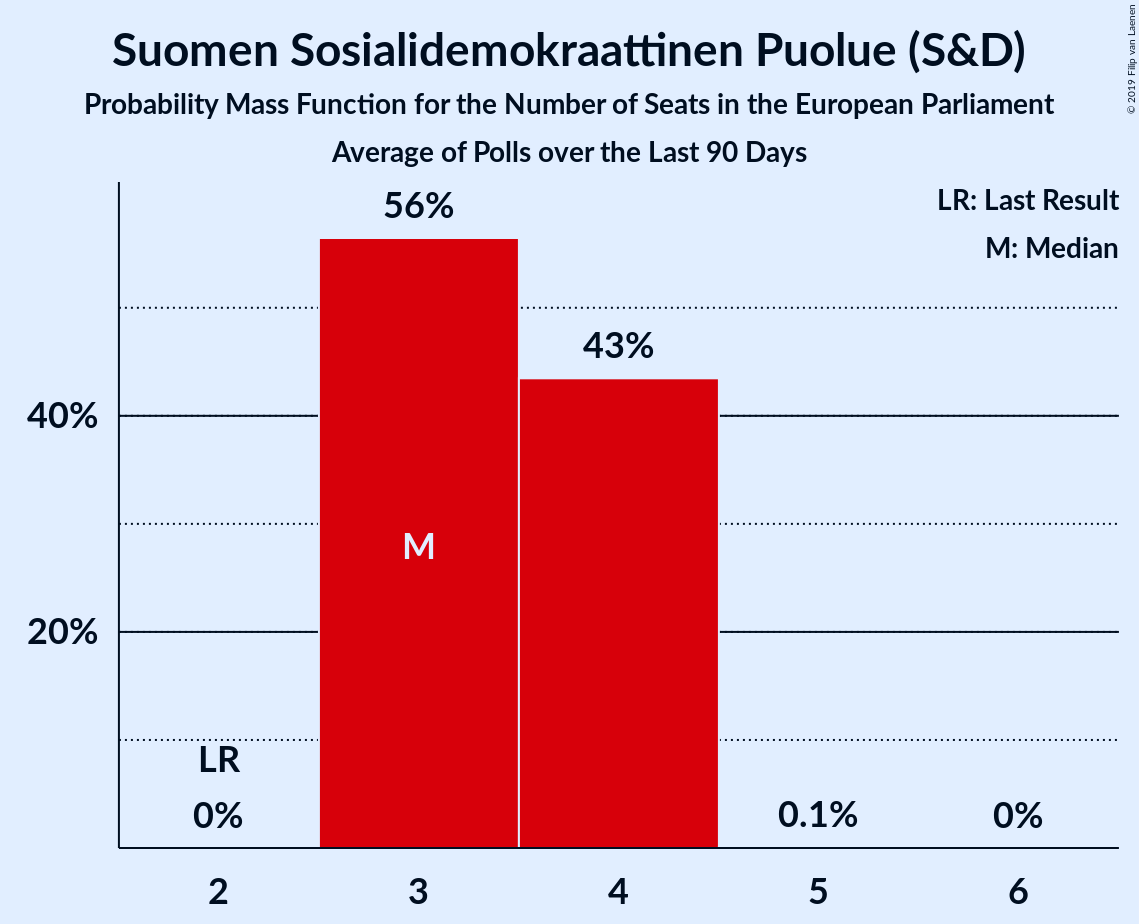 Suomen Sosialidemokraattinen Puolue (S&D)
Probability Mass Function for the Number of Seats in the European Parliament
Average of Polls over the Last 90 Days
© 2019 Filip van Laenen
LR: Last Result
M: Median
56%
43%
40%
M
20%
LR
0%
0.1%
0%
2
3
4
5
6